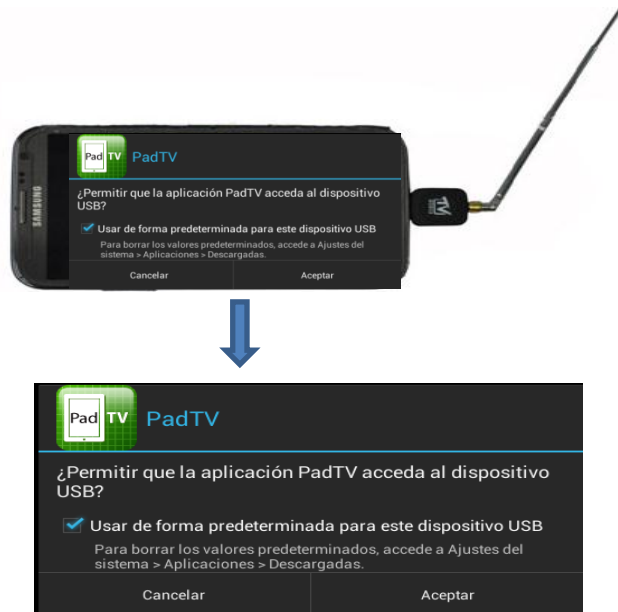 Pad TV
PadTV
¿Permitir que la aplicación PadTV acceda al dispositivo
USB?
Usar de forma predeterminada para este dispositivo USB
Para borrar los valores predeterminados, accede a Ajustes del
sistema > Aplicaciones > Descargadas.
Cancelar Aceptar
SAMSUNG
TV
Pad TV
PadTV
¿Permitir que la aplicación PadTV acceda al dispositivo
USB?
Usar de forma predeterminada para este dispositivo USB
Para borrar los valores predeterminados, accede a Ajustes del
sistema > Aplicaciones > Descargadas.
Cancelar Aceptar